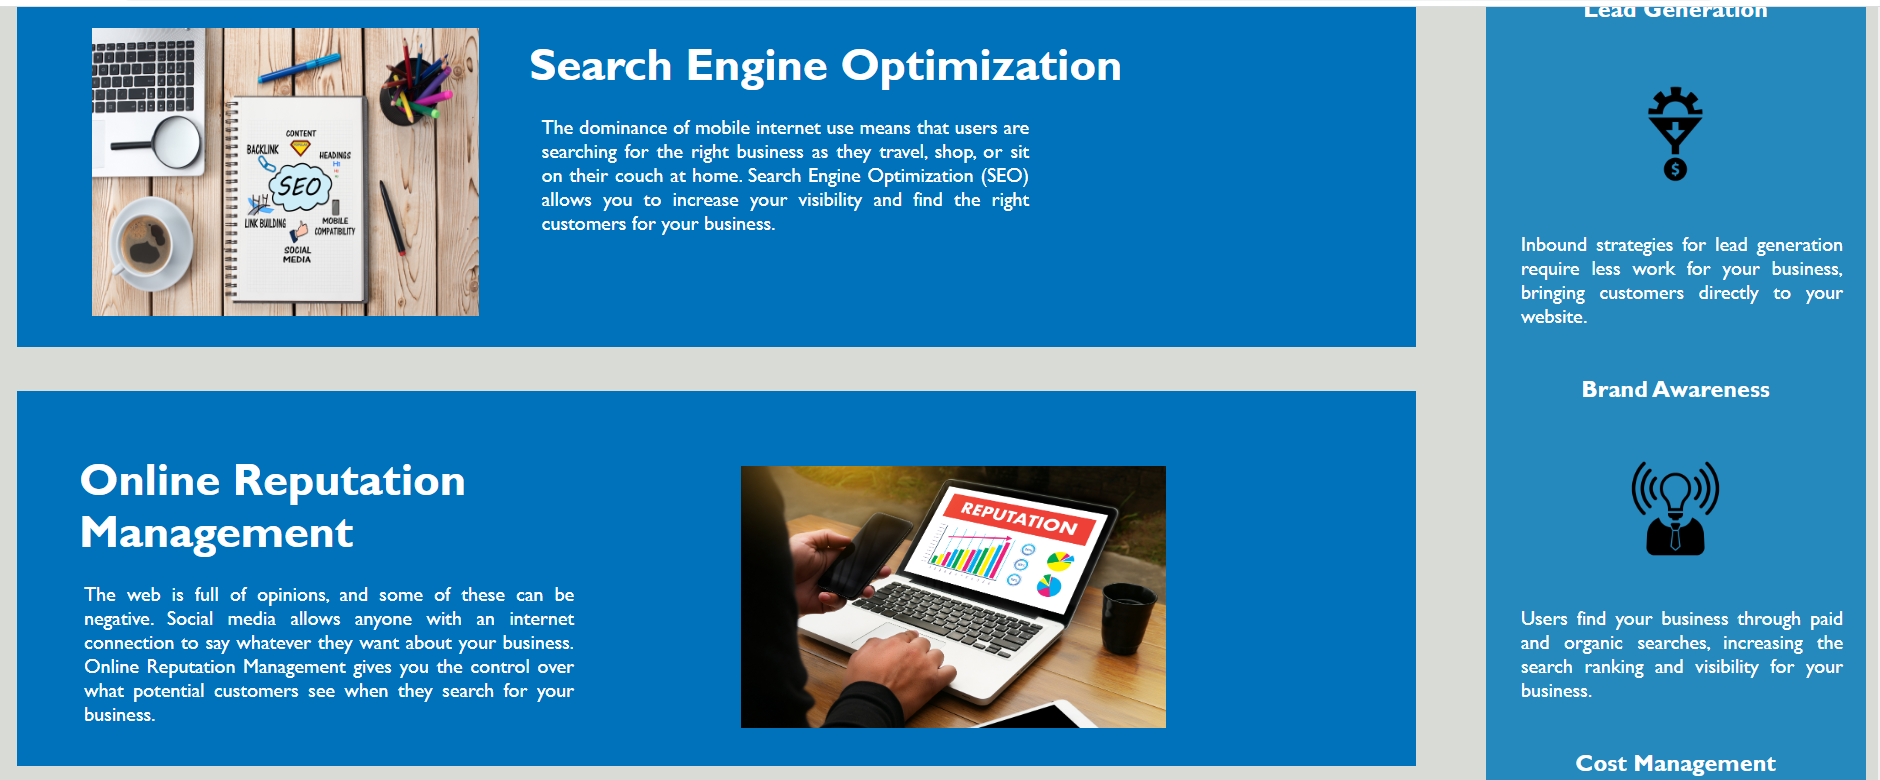 Search Engine Optimization
The dominance of mobile internet use means that users are
searching for the right business as they travel, shop, or sit
on their couch at home. Search Engine Optimization (SEO)
allows you to increase your visibility and find the right
customers for your business.
CONTENT
BACKLINK
HEADINGS
H1
SEO
LINK BUILDING
MOBILE
COMPATIBILITY
SOCIAL
MEDIA
Online Reputation
Management
The web is full of opinions, and some of these can be
negative. Social media allows anyone with an internet
connection to say whatever they want about your business.
Online Reputation Management gives you the control over
what potential customers see when they search for your
business.
REPUTATION
Lead Generation
$
Inbound strategies for lead generation
require less work for your business,
bringing customers directly to your
website.
Brand Awareness
Users find your business through paid
and organic searches, increasing the
search ranking and visibility for your
business.
Cost Management